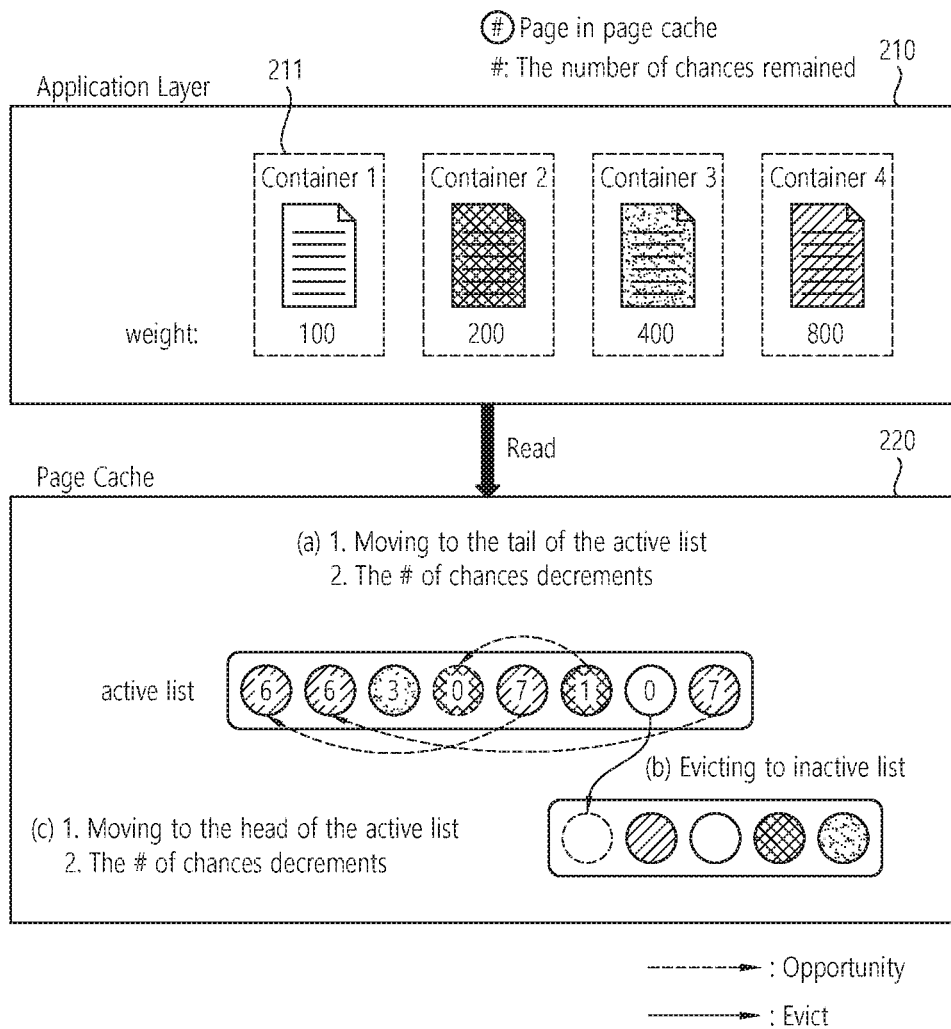 # Page in page cache
#: The number of chances remained
211
210
Application Layer
Container 1 Container 2 Container 3 Container 4
weight: 100 200 400 800
Read
220
Page Cache
(a) 1. Moving to the tail of the active list
2. The # of chances decrements
active list 6 6 3 0 7 1 0 7
(b) Evicting to inactive list
(c) 1. Moving to the head of the active list
2. The # of chances decrements
: Opportunity
: Evict